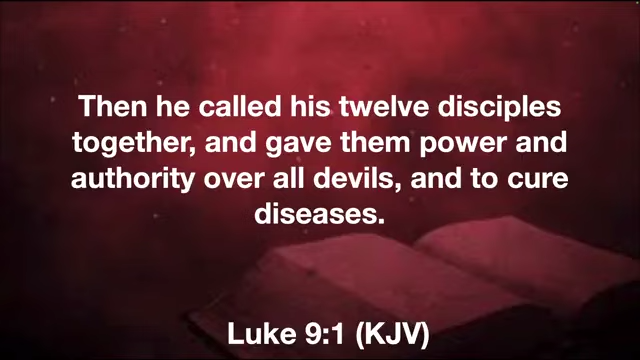 Then he called his twelve disciples
together, and gave them power and
authority over all devils, and to cure
diseases.
Luke 9:1 (KJV)